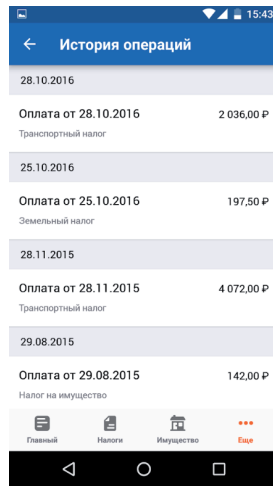 15:43
История операций
28.10.2016
Оплата от 28.10.2016 2 036,00 ₽
Транспортный налог
25.10.2016
Оплата от 25.10.2016 197,50 ₽
Земельный налог
28.11.2015
Оплата от 28.11.2015 4 072,00 ₽
Транспортный налог
29.08.2015
Оплата от 29.08.2015 142,00 ₽
Налог на имущество
Главный Налоги Имущество Еще